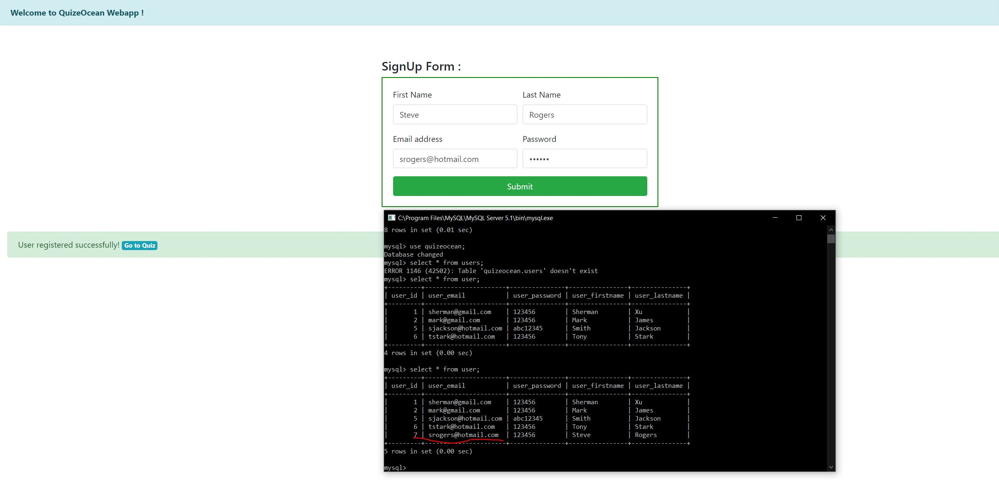 Welcome to QuizeOcean Webapp !
SignUp Form :
First Name Last Name
Steve Rogers
Email address Password
srogers@hotmail.com ••••••
Submit
User registered successfully! Go to Quiz
C:\Program Files\MySQL\MySQL Server 5.1\bin\mysql.exe
8 rows in set (0.01 sec)
mysql> use quizeocean;
Database changed
mysql> select * from users;
ERROR 1146 (42S02): Table 'quizeocean.users' doesn't exist
mysql> select * from user;
+---------+----------------------+---------------+----------------+---------------+
| user_id | user_email           | user_password | user_firstname | user_lastname |
+---------+----------------------+---------------+----------------+---------------+
|       1 | sherman@gmail.com    | 123456        | Sherman        | Xu            |
|       2 | mark@gmail.com       | 123456        | Mark           | James         |
|       5 | sjackson@hotmail.com | abc12345      | Smith          | Jackson       |
|       6 | tstark@hotmail.com   | 123456        | Tony           | Stark         |
+---------+----------------------+---------------+----------------+---------------+
4 rows in set (0.00 sec)
mysql> select * from user;
+---------+----------------------+---------------+----------------+---------------+
| user_id | user_email           | user_password | user_firstname | user_lastname |
+---------+----------------------+---------------+----------------+---------------+
|       1 | sherman@gmail.com    | 123456        | Sherman        | Xu            |
|       2 | mark@gmail.com       | 123456        | Mark           | James         |
|       5 | sjackson@hotmail.com | abc12345      | Smith          | Jackson       |
|       6 | tstark@hotmail.com   | 123456        | Tony           | Stark         |
|       7 | srogers@hotmail.com  | 123456        | Steve          | Rogers        |
+---------+----------------------+---------------+----------------+---------------+
5 rows in set (0.00 sec)
mysql>